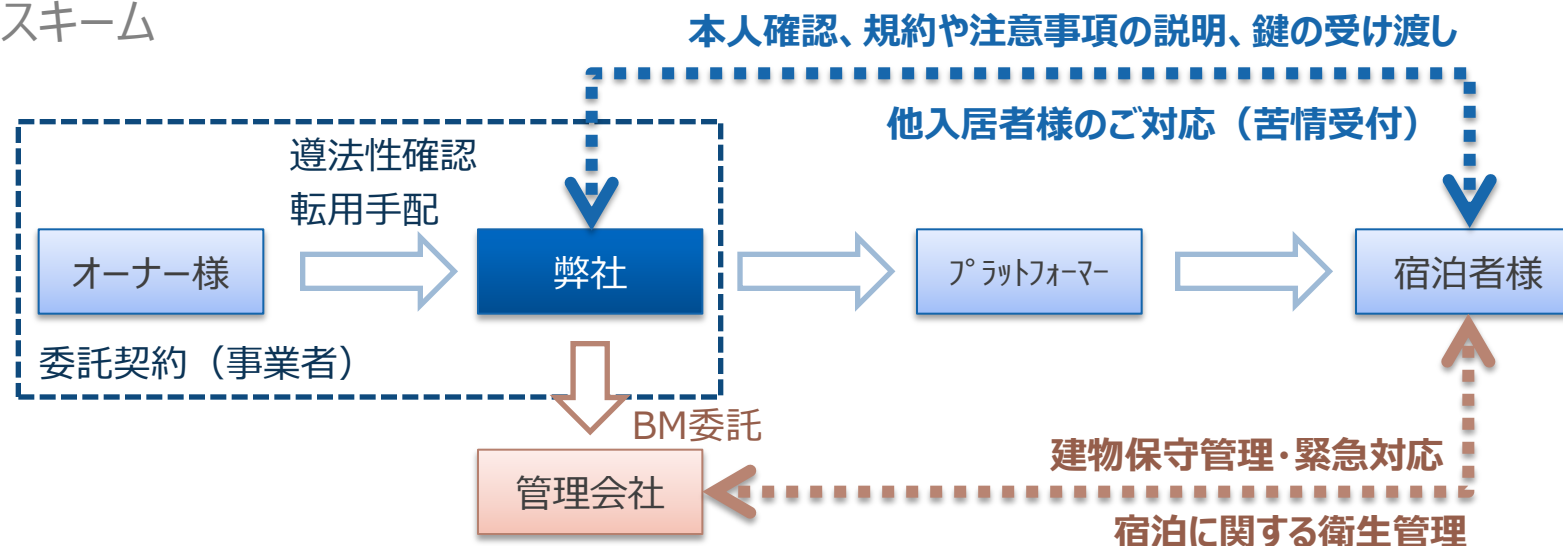 スキーム
本人確認、規約や注意事項の説明、鍵の受け渡し
他入居者様のご対応（苦情受付）
遵法性確認
転用手配
オーナー様
弊社
ﾌﾟﾗｯﾄﾌｫｰﾏｰ
宿泊者様
委託契約（事業者）
BM委託
管理会社
建物保守管理･緊急対応
宿泊に関する衛生管理